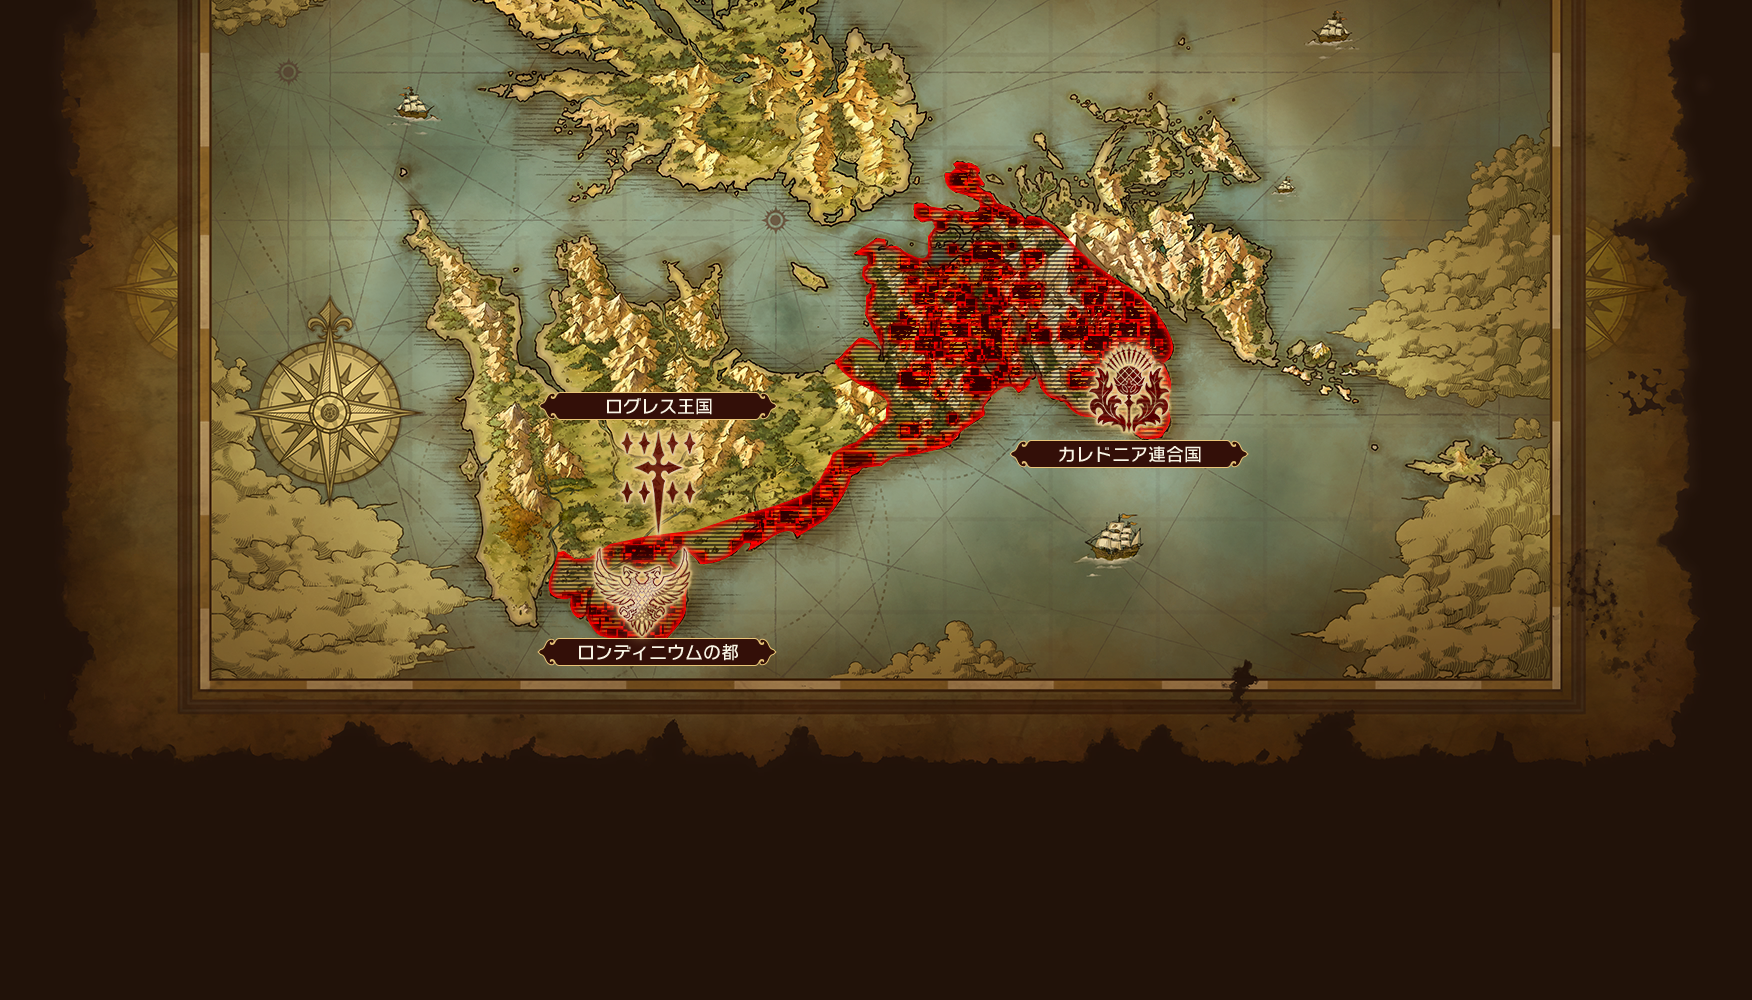 ログレス王国
カレドニア連合国
ロンディニウムの都